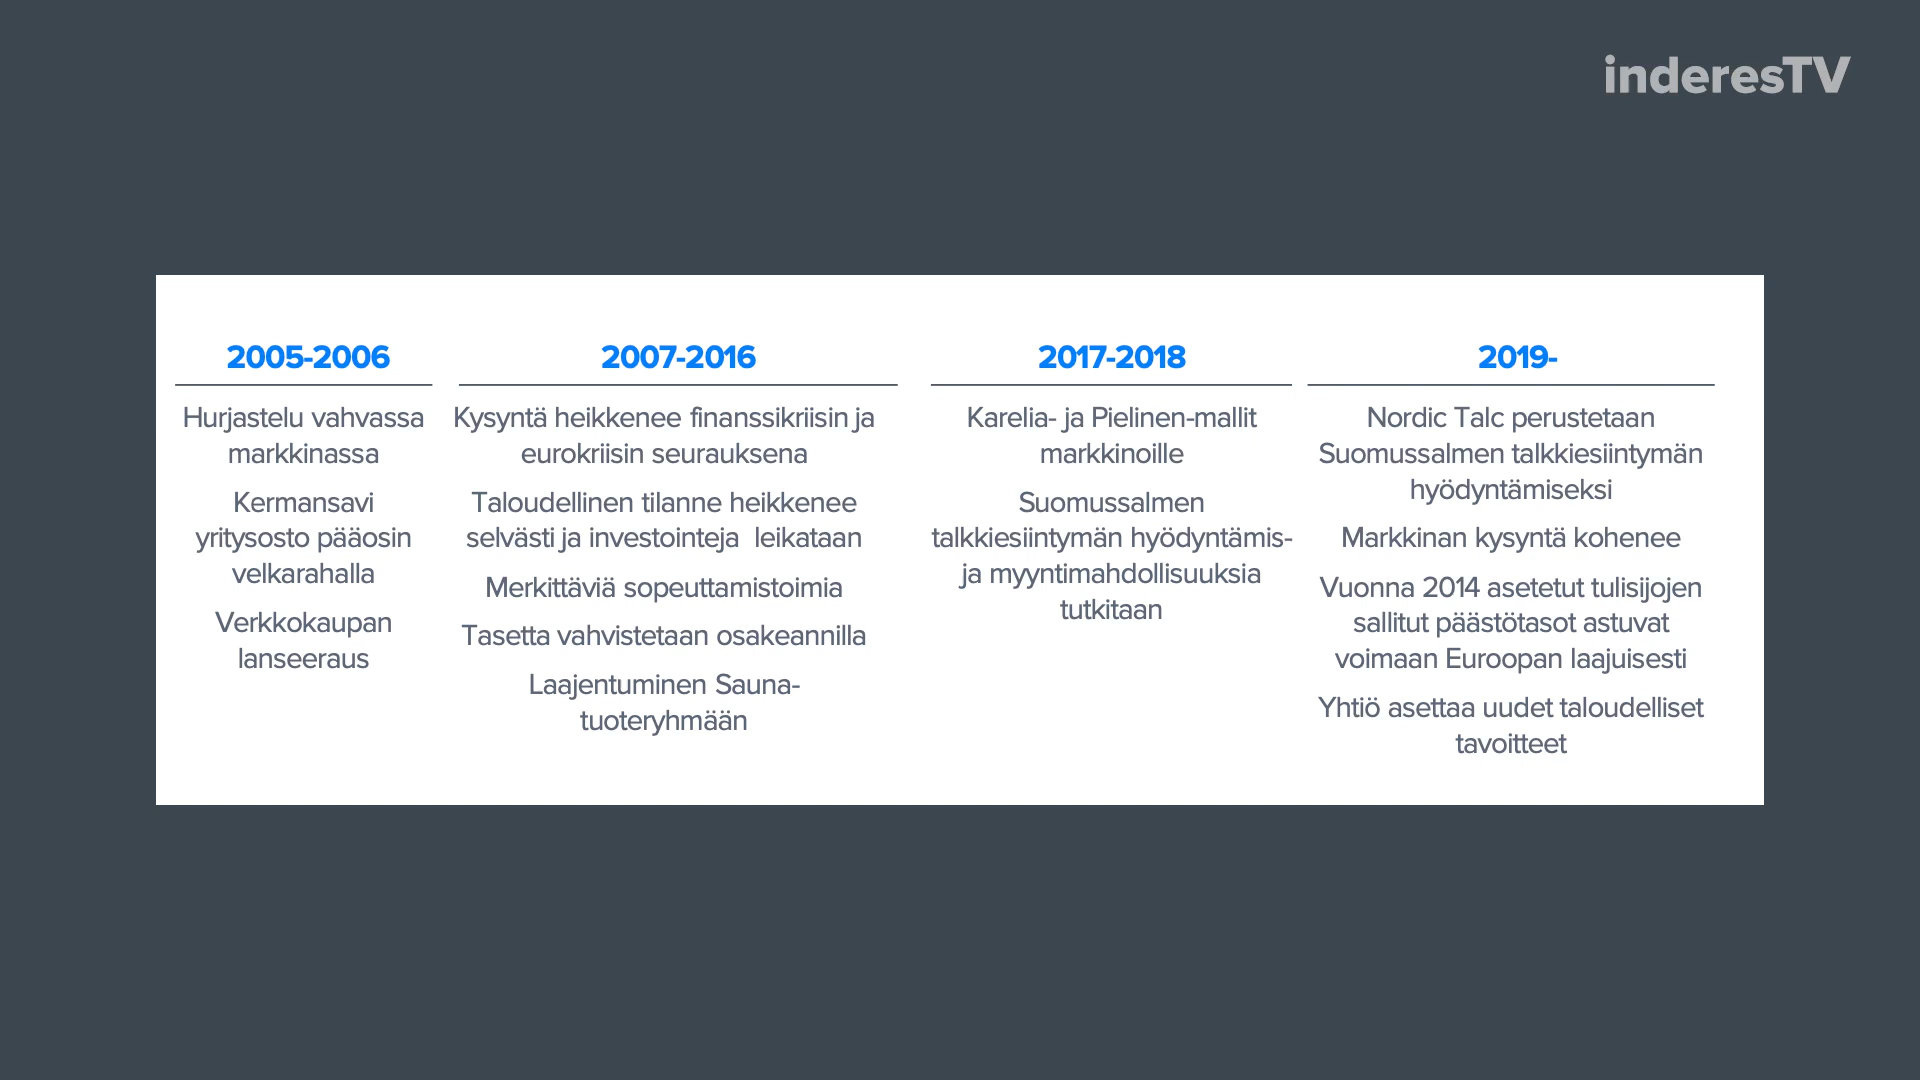 inderesTV
2005-2006
Hurjastelu vahvassa
markkinassa
Kermansavi
yritysosto pääosin
velkarahalla
Verkkokaupan
lanseeraus
2007-2016
Kysyntä heikkenee finanssikriisin ja
eurokriisin seurauksena
Taloudellinen tilanne heikkenee
selvästi ja investointeja leikataan
Merkittäviä sopeuttamistoimia
Tasetta vahvistetaan osakeannilla
Laajentuminen Sauna-
tuoteryhmään
2017-2018
Karelia- ja Pielinen-mallit
markkinoille
Suomussalmen
talkkiesiintymän hyödyntämis-
ja myyntimahdollisuuksia
tutkitaan
2019-
Nordic Talc perustetaan
Suomussalmen talkkiesiintymän
hyödyntämiseksi
Markkinan kysyntä kohenee
Vuonna 2014 asetetut tulisijojen
sallitut päästötasot astuvat
voimaan Euroopan laajuisesti
Yhtiö asettaa uudet taloudelliset
tavoitteet